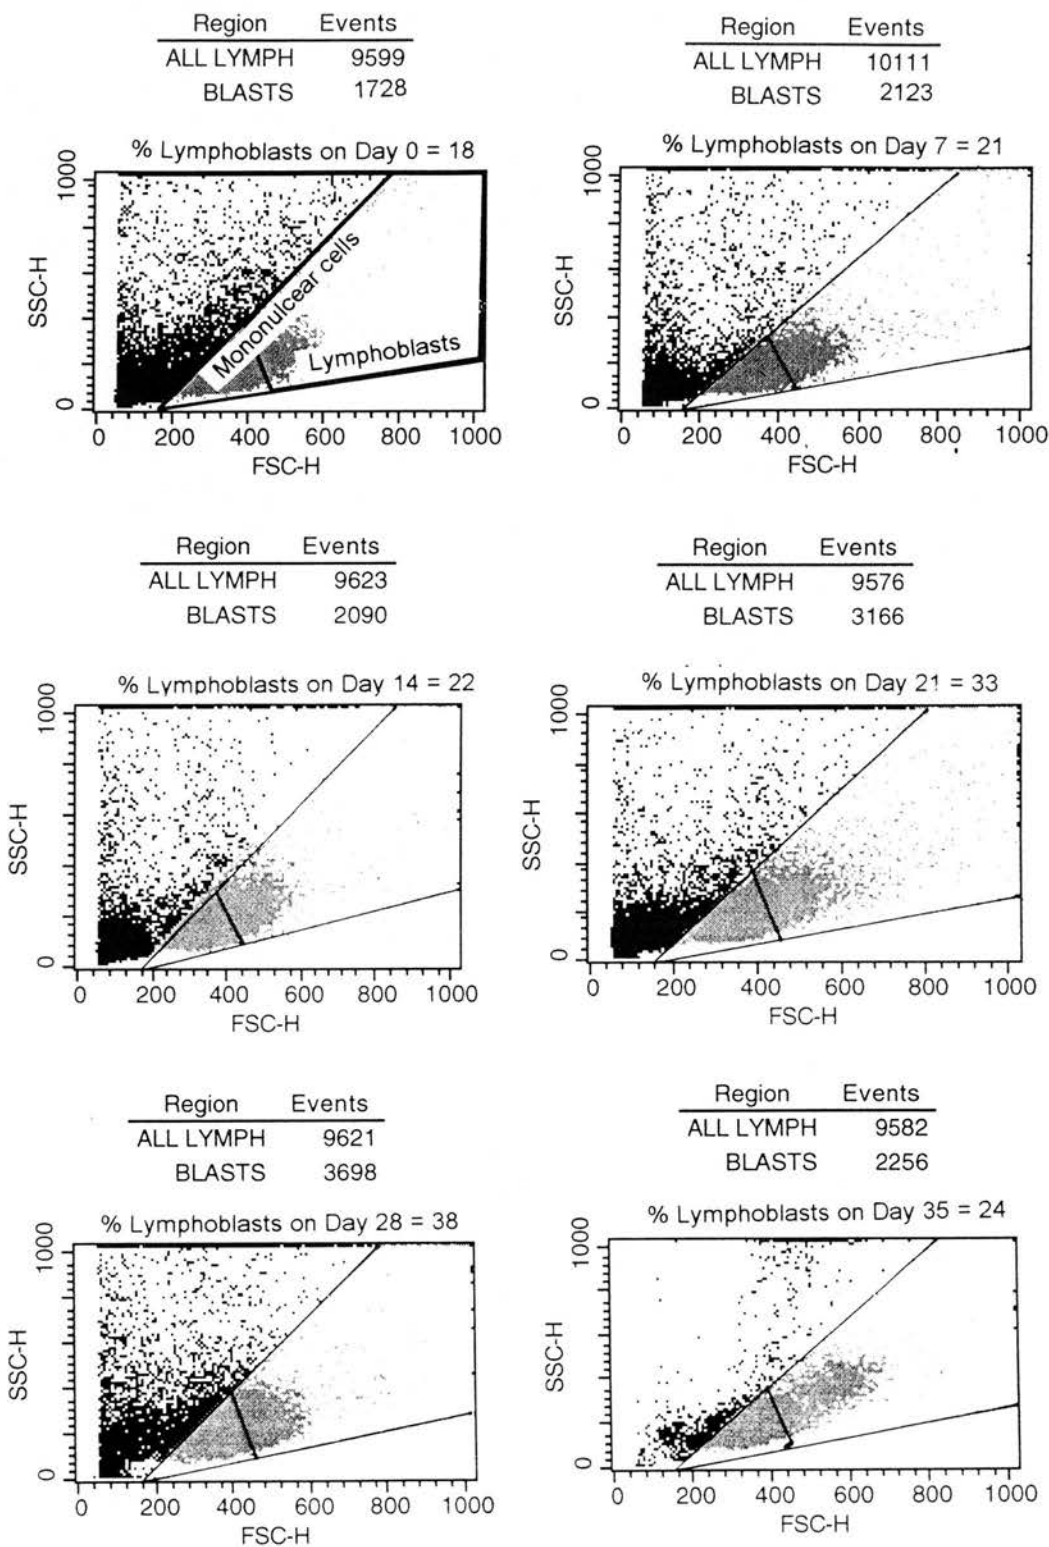 Region Events
ALL LYMPH 9599
BLASTS 1728
% Lymphoblasts on Day 0 = 18
1000
0
SSC-H
Mononulcear cells
Lymphoblasts
0 200 400 600 800 1000
FSC-H
Region Events
ALL LYMPH 10111
BLASTS 2123
% Lymphoblasts on Day 7 = 21
1000
0
SSC-H
0 200 400 600 800 1000
FSC-H
Region Events
ALL LYMPH 9623
BLASTS 2090
% Lymphoblasts on Day 14 = 22
1000
0
SSC-H
0 200 400 600 800 1000
FSC-H
Region Events
ALL LYMPH 9576
BLASTS 3166
% Lymphoblasts on Day 21 = 33
1000
0
SSC-H
0 200 400 600 800 1000
FSC-H
Region Events
ALL LYMPH 9621
BLASTS 3698
% Lymphoblasts on Day 28 = 38
1000
0
SSC-H
0 200 400 600 800 1000
FSC-H
Region Events
ALL LYMPH 9582
BLASTS 2256
% Lymphoblasts on Day 35 = 24
1000
0
SSC-H
0 200 400 600 800 1000
FSC-H